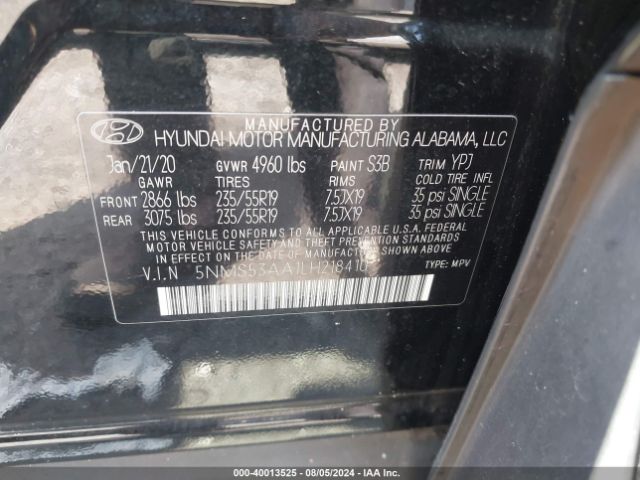 MANUFACTURED BY
HYUNDAI MOTOR MANUFACTURING ALABAMA, LLC
Jan/21/20 GVWR 4960 lbs PAINT S3B TRIM YPJ
GAWR TIRES RIMS COLD TIRE INFL
FRONT 2866 lbs 235/55R19 7.5JX19 35 psi SINGLE
REAR 3075 lbs 235/55R19 7.5JX19 35 psi SINGLE
THIS VEHICLE CONFORMS TO ALL APPLICABLE U.S.A. FEDERAL
MOTOR VEHICLE SAFETY, BUMPER, AND THEFT PREVENTION STANDARDS
IN EFFECT ON THE DATE OF MANUFACTURE SHOWN ABOVE.
V.I.N 5NMS53AA1LH218410 TYPE: MPV
000-40013525 - 08/05/2024 - IAA Inc.